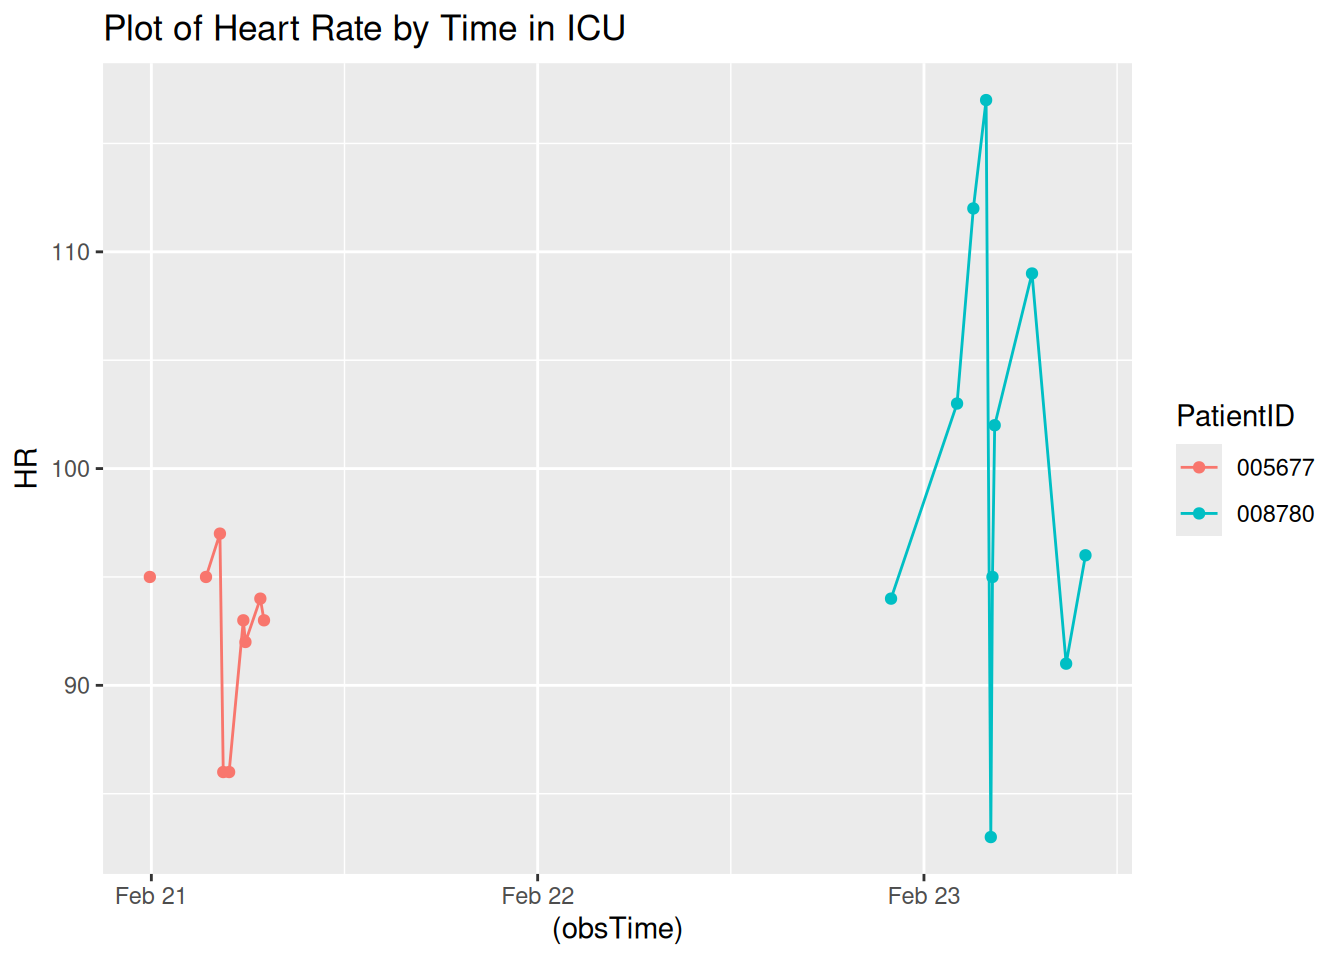 Plot of Heart Rate by Time in ICU
110
100
90
HR
Feb 21
Feb 22
Feb 23
(obsTime)
PatientID
005677
008780